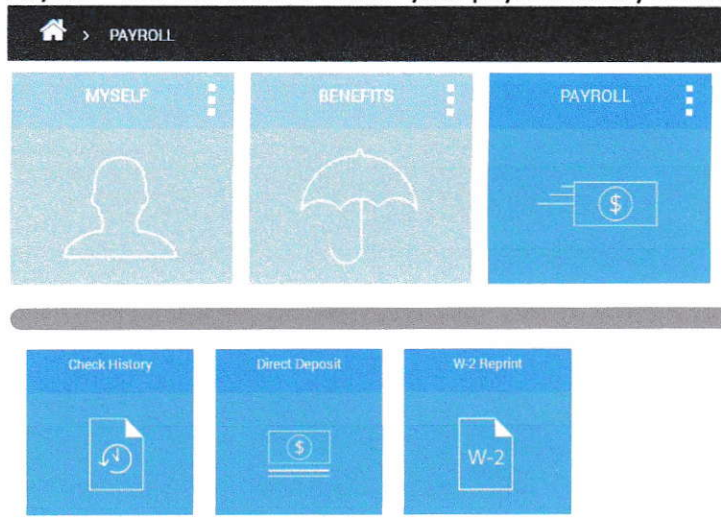 > PAYROLL
MYSELF
BENEFITS
PAYROLL
$
Check History
Direct Deposit
W-2 Reprint
$
W-2